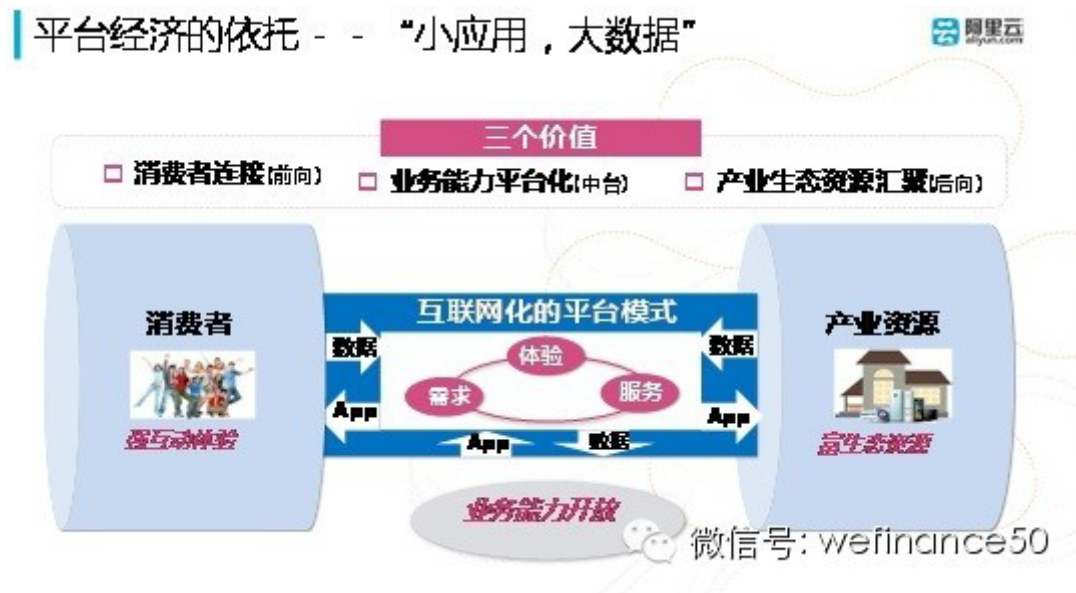 平台经济的依托 - - “小应用，大数据”
阿里云
aliyun.com
三个价值
消费者连接(前向)
业务能力平台化(中台)
产业生态资源汇聚(后向)
互联网化的平台模式
消费者
产业资源
数据
体验
数据
需求
服务
App
App
App
数据
强互动体验
富生态资源
业务能力开放
微信号: wefinance50